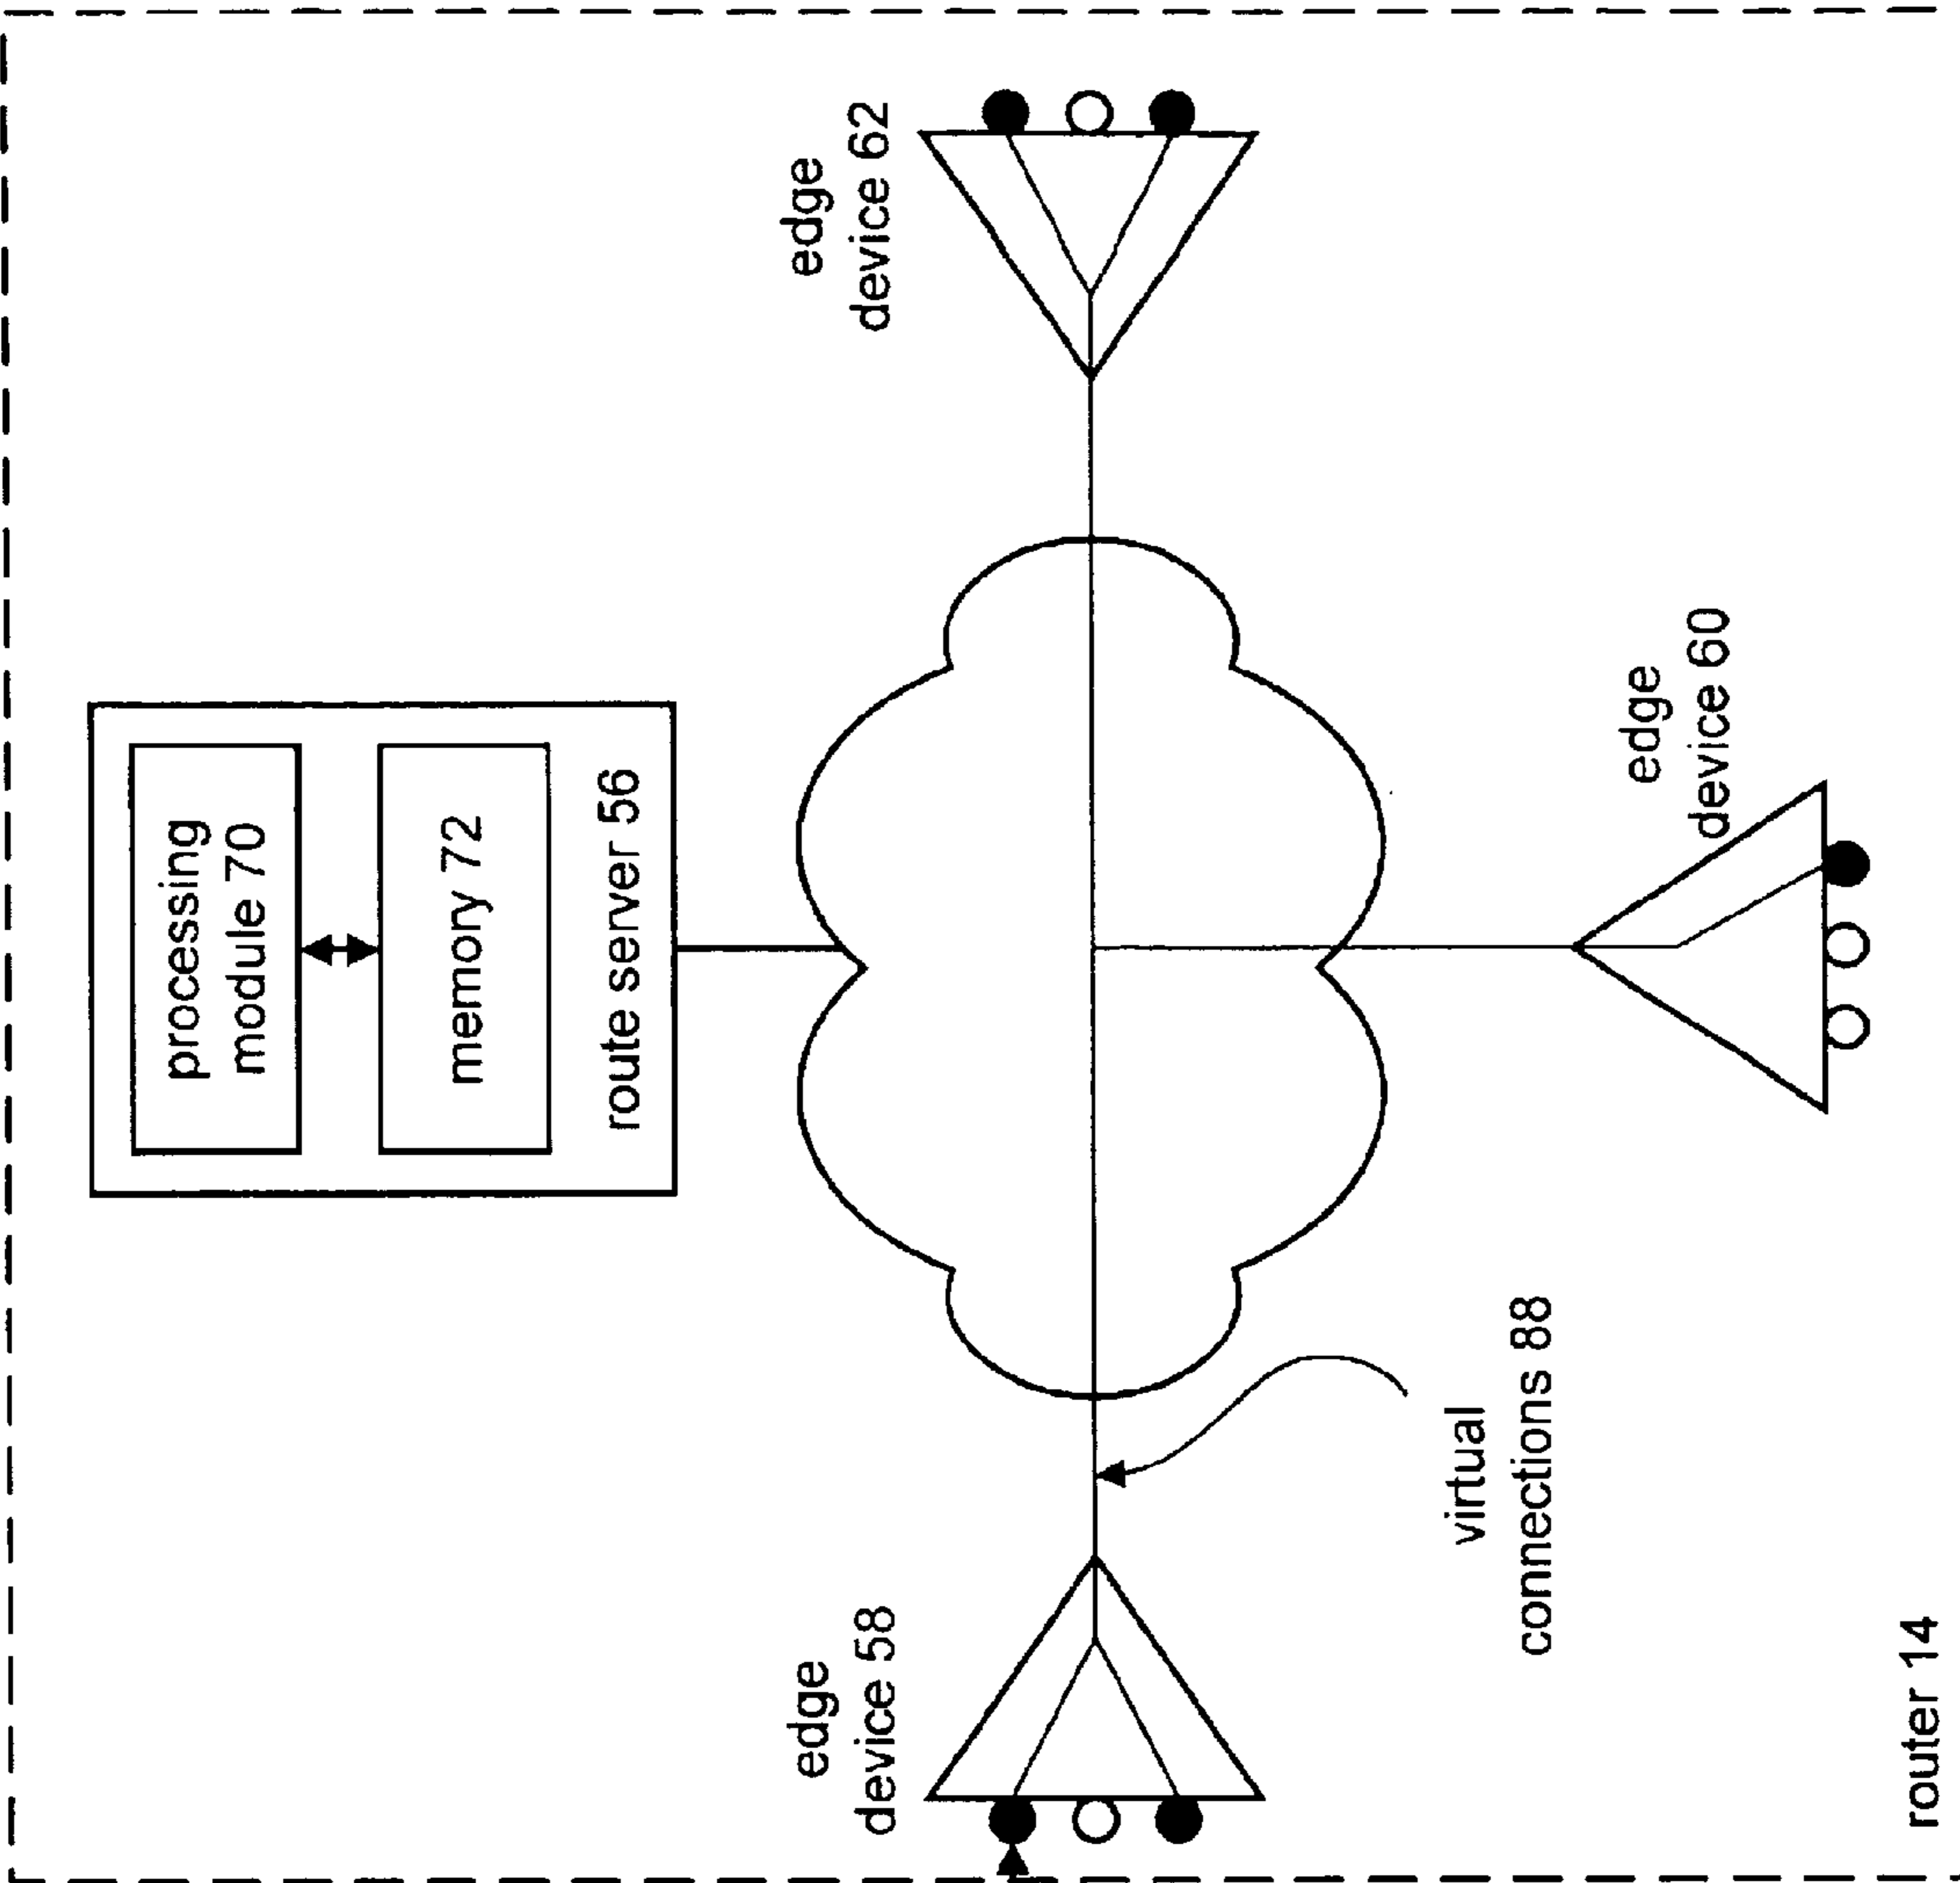 processing
module 70
memory 72
route server 56
edge
device 58
edge
device 62
virtual
connections 88
edge
device 60
router 14